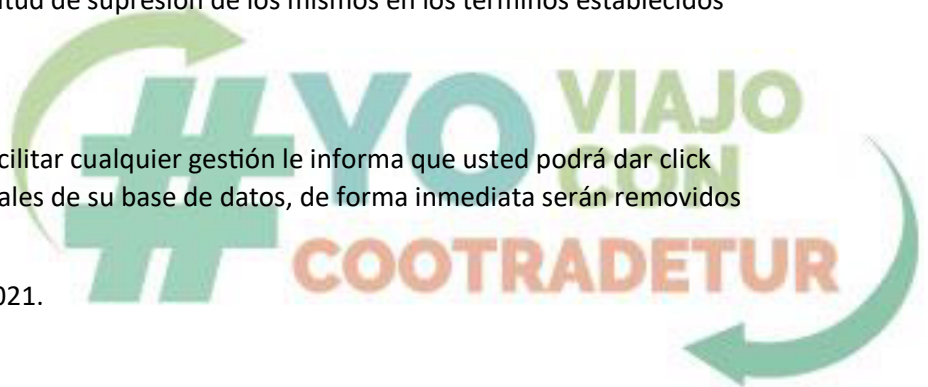 itud de supresión de los mismos en los términos establecidos
#YO VIAJO CON
COOTRADETUR
cilitar cualquier gestión le informa que usted podrá dar click
ales de su base de datos, de forma inmediata serán removidos
021.